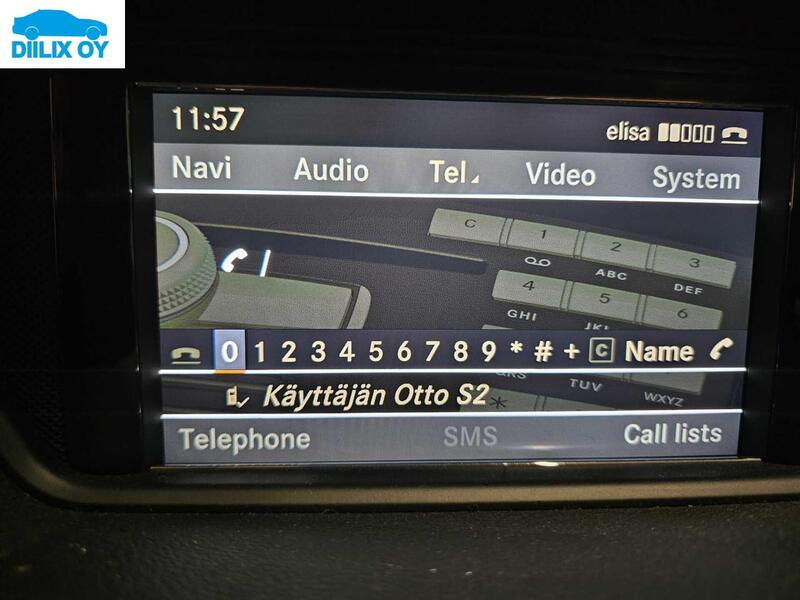 DIILIX OY
11:57
elisa
Navi Audio Tel Video System
C 1 2 3
ABC DEF
4 5 6
GHI JKL
0 1 2 3 4 5 6 7 8 9 * # + C Name
QRS TUV WXYZ
Käyttäjän Otto S2
*
Telephone SMS Call lists